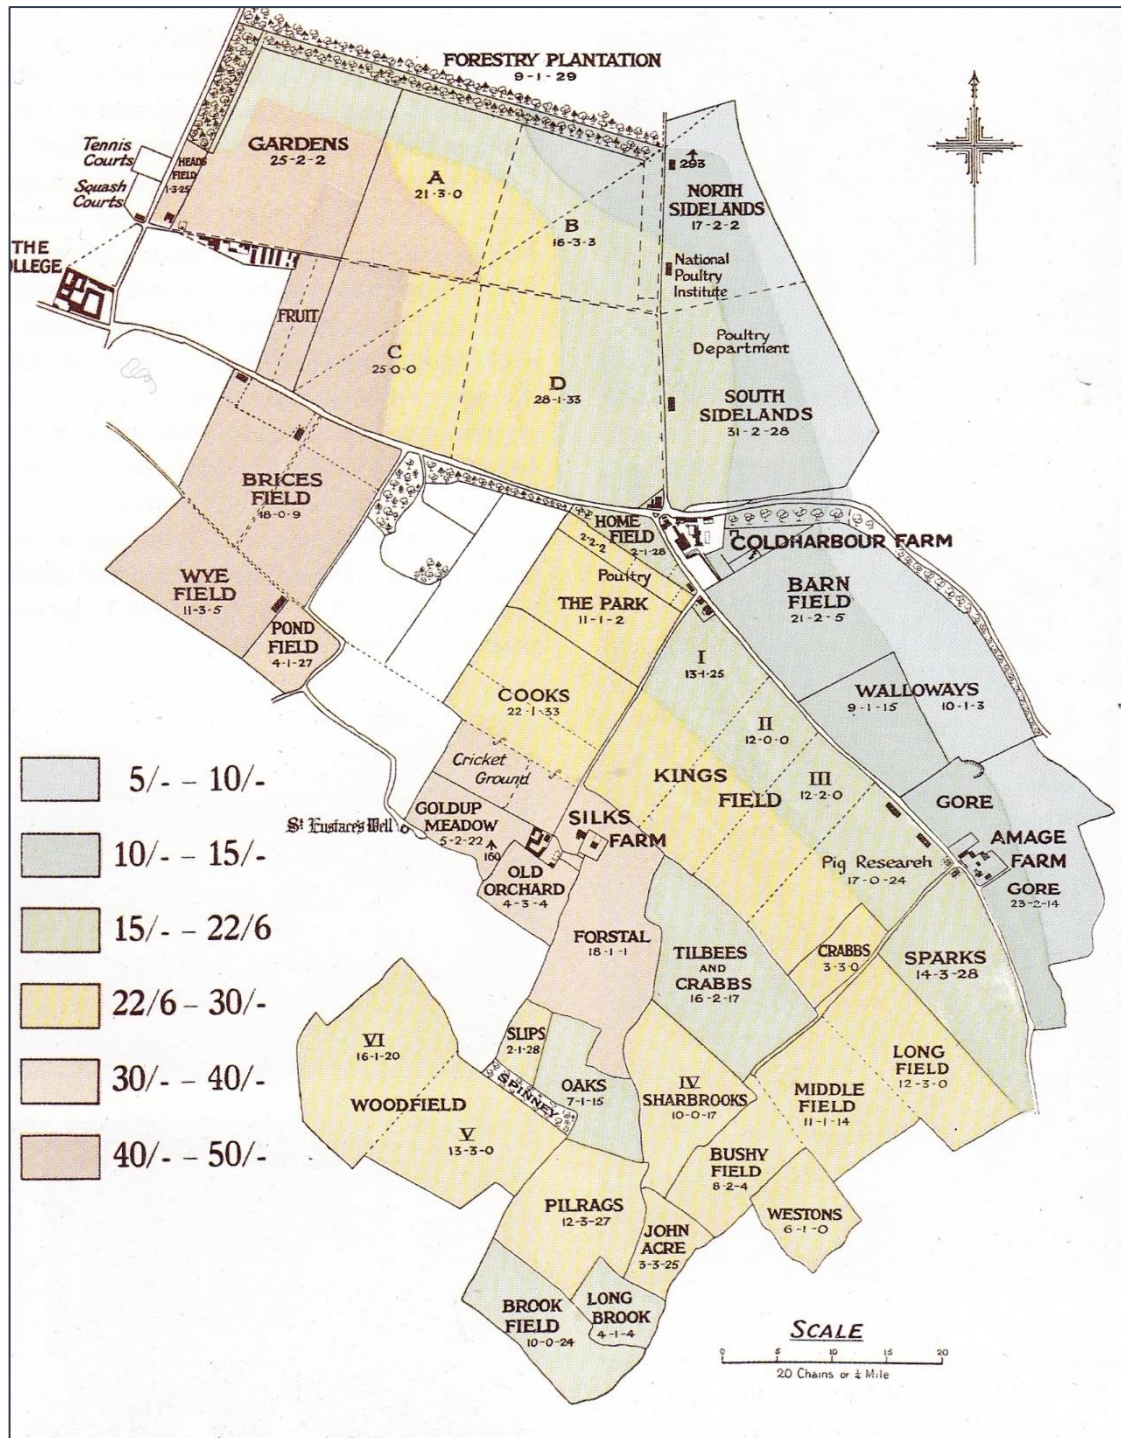 FORESTRY PLANTATION
9-1-29
Tennis
Courts
Squash
Courts
HEADS
FIELD
1-3-25
GARDENS
25-2-2
A
21-3-0
B
16-3-3
293
NORTH
SIDELANDS
17-2-2
National
Poultry
Institute
THE
OLLEGE
FRUIT
C
25-0-0
D
28-1-33
Poultry
Department
SOUTH
SIDELANDS
31-2-28
BRICES
FIELD
18-0-9
WYE
FIELD
11-3-5
POND
FIELD
4-1-27
HOME
FIELD
2-2-2
2-1-28
Poultry
THE PARK
11-1-2
COLDHARBOUR FARM
BARN
FIELD
21-2-5
I
13-1-25
WALLOWAYS
9-1-15
10-1-3
COOKS
22-1-33
II
12-0-0
III
12-2-0
KINGS
FIELD
Cricket
Ground
GOLDUP
MEADOW
5-2-22
160
St Eustace's Well
SILKS
FARM
OLD
ORCHARD
4-3-4
GORE
AMAGE
FARM
GORE
23-2-14
Pig Research
17-0-24
5/- – 10/-
10/- – 15/-
15/- – 22/6
22/6 – 30/-
30/- – 40/-
40/- – 50/-
FORSTAL
18-1-1
TILBEES
AND
CRABBS
16-2-17
CRABBS
3-3-0
SPARKS
14-3-28
VI
16-1-20
WOODFIELD
V
13-3-0
SLIPS
2-1-28
SPINNEY
OAKS
7-1-15
IV
SHARBROOKS
10-0-17
MIDDLE
FIELD
11-1-14
LONG
FIELD
12-3-0
BUSHY
FIELD
8-2-4
WESTONS
6-1-0
PILRAGS
12-3-27
JOHN
ACRE
3-3-25
BROOK
FIELD
10-0-24
LONG
BROOK
4-1-4
SCALE
0 5 10 15 20
20 Chains or ¼ Mile